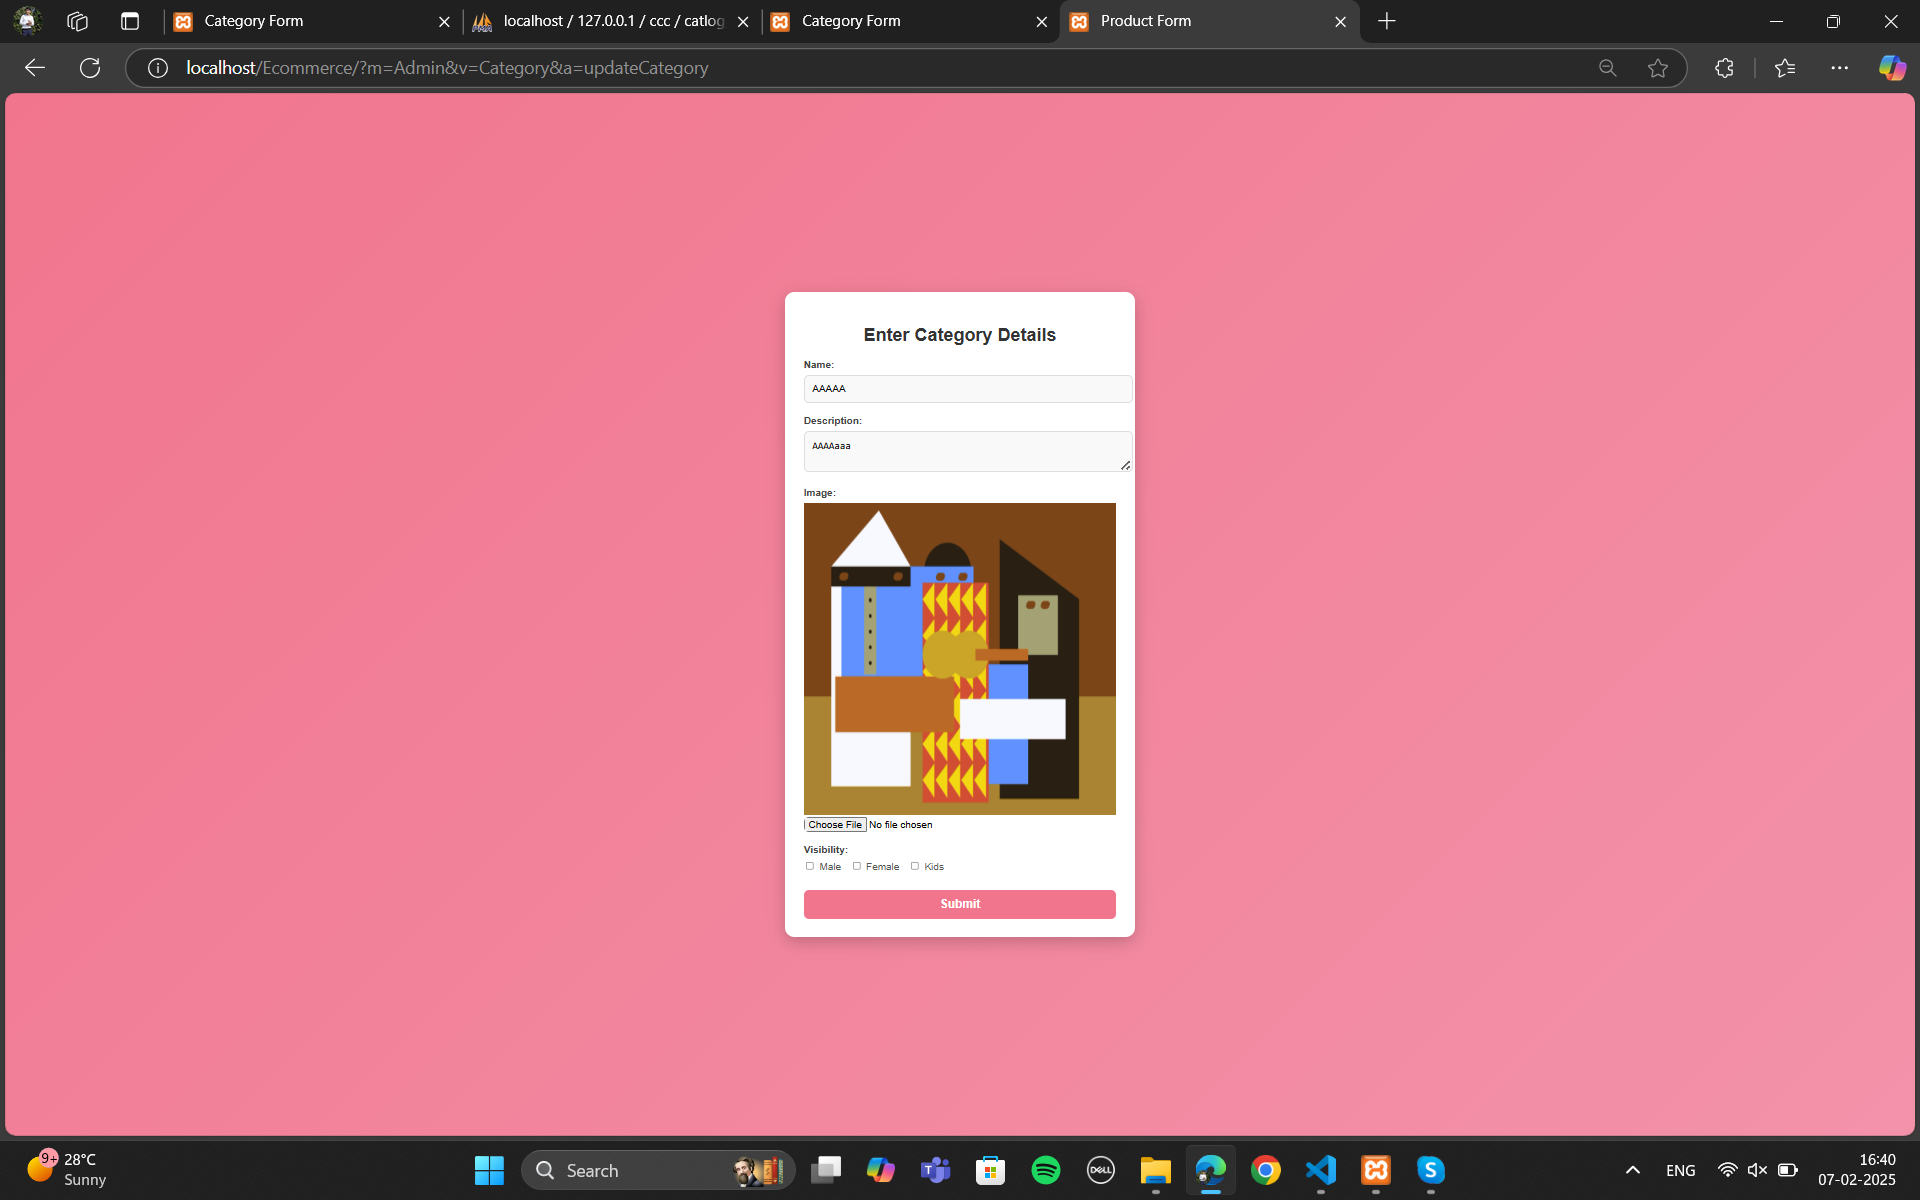 Category Form
localhost / 127.0.0.1 / ccc / catlog
Category Form
Product Form
localhost/Ecommerce/?m=Admin&v=Category&a=updateCategory
Enter Category Details
Name:
AAAAA
Description:
AAAAaaa
Image:
Choose File No file chosen
Visibility:
Male Female Kids
Submit
9+
28°C
Sunny
Search
DELL
ENG
16:40
07-02-2025